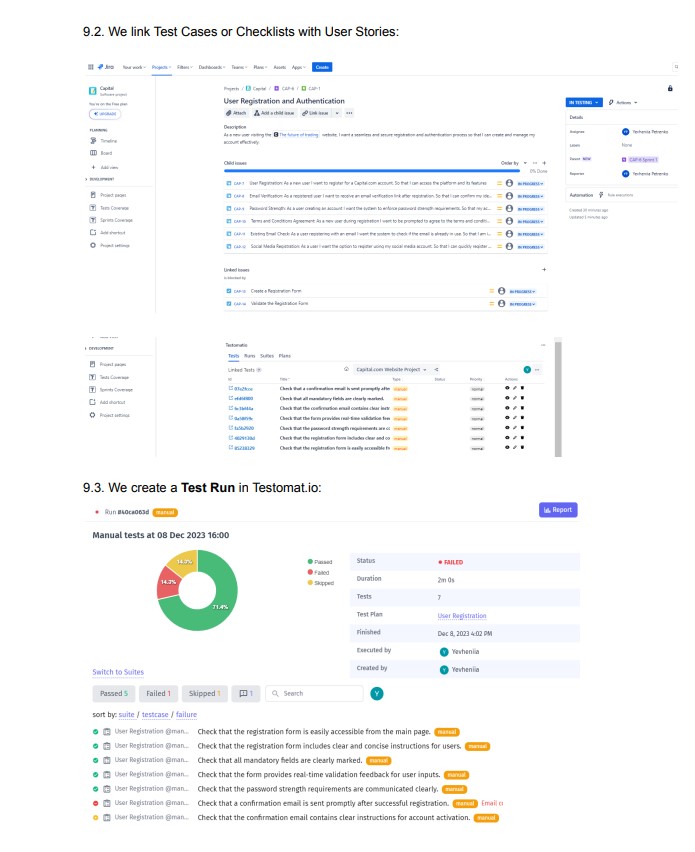 9.2. We link Test Cases or Checklists with User Stories:
Jira Your work Projects Filters Dashboards Teams Plans Assets Apps Create
Capital
Software project
You're on the Free plan
UPGRADE
PLANNING
Timeline
Board
Add view
DEVELOPMENT
Project pages
Tests Coverage
Sprints Coverage
Add shortcut
Project settings
Projects / Capital / CAP-6 / CAP-1
User Registration and Authentication
Attach Add a child issue Link issue
Description
As a new user visiting the The future of trading website, I want a seamless and secure registration and authentication process so that I can create and manage my
account effectively.
Child issues Order by
0% Done
CAP-7 User Registration: As a new user I want to register for a Capital.com account. So that I can access the platform and its features IN PROGRESS
CAP-8 Email Verification: As a registered user I want to receive an email verification link after registration. So that I can confirm my ide... IN PROGRESS
CAP-9 Password Strength: As a user creating an account I want the system to enforce password strength requirements. So that my ac... IN PROGRESS
CAP-10 Terms and Conditions Agreement: As a new user during registration I want to be prompted to agree to the terms and conditi... IN PROGRESS
CAP-11 Existing Email Check: As a user registering with an email I want the system to check if the email is already in use. So that I am i... IN PROGRESS
CAP-12 Social Media Registration: As a user I want the option to register using my social media account. So that I can quickly register ... IN PROGRESS
Linked issues
is blocked by
Create a Registration Form IN PROGRESS
CAP-14 Validate the Registration Form IN PROGRESS
IN TESTING Actions
Details
Assignee Yevheniia Petrenko
Labels None
Parent NEW CAP-6 Sprint 1
Reporter Yevheniia Petrenko
Automation Rule executions
Created 30 minutes ago
Updated 5 minutes ago
DEVELOPMENT
Project pages
Tests Coverage
Sprints Coverage
Add shortcut
Project settings
Testomatio
Tests Runs Suites Plans
Linked Tests Capital.com Website Project
ID Title Type Status Priority Actions
Check that a confirmation email is sent promptly after manual normal
Check that all mandatory fields are clearly marked. manual normal
Check that the confirmation email contains clear instr manual normal
Check that the form provides real-time validation feed manual normal
Check that the password strength requirements are co manual normal
Check that the registration form includes clear and co manual normal
Check that the registration form is easily accessible fr manual normal
9.3. We create a Test Run in Testomat.io:
Run #40ca063d manual Report
Manual tests at 08 Dec 2023 16:00
14.3%
14.3%
71.4%
Passed
Failed
Skipped
Status FAILED
Duration 2m 0s
Tests 7
Test Plan User Registration
Finished Dec 8, 2023 4:02 PM
Executed by Y Yevheniia
Created by Y Yevheniia
Switch to Suites
Passed 5 Failed 1 Skipped 1 1 Search Y
sort by: suite / testcase / failure
User Registration @man... Check that the registration form is easily accessible from the main page. manual
User Registration @man... Check that the registration form includes clear and concise instructions for users. manual
User Registration @man... Check that all mandatory fields are clearly marked. manual
User Registration @man... Check that the form provides real-time validation feedback for user inputs. manual
User Registration @man... Check that the password strength requirements are communicated clearly. manual
User Registration @man... Check that a confirmation email is sent promptly after successful registration. manual Email c
User Registration @man... Check that the confirmation email contains clear instructions for account activation. manual